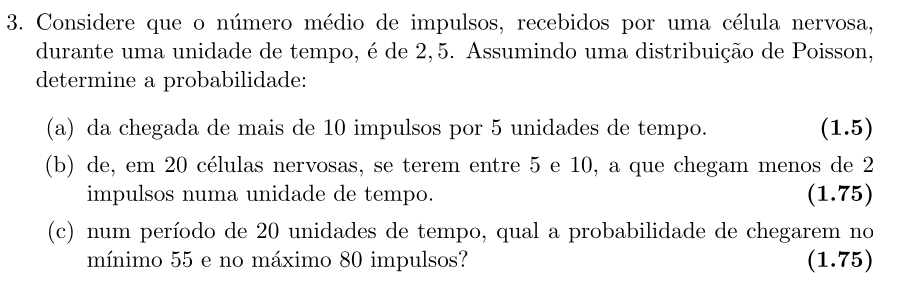 3. Considere que o número médio de impulsos, recebidos por uma célula nervosa,
durante uma unidade de tempo, é de 2,5. Assumindo uma distribuição de Poisson,
determine a probabilidade:
(a) da chegada de mais de 10 impulsos por 5 unidades de tempo. (1.5)
(b) de, em 20 células nervosas, se terem entre 5 e 10, a que chegam menos de 2
impulsos numa unidade de tempo. (1.75)
(c) num período de 20 unidades de tempo, qual a probabilidade de chegarem no
mínimo 55 e no máximo 80 impulsos? (1.75)